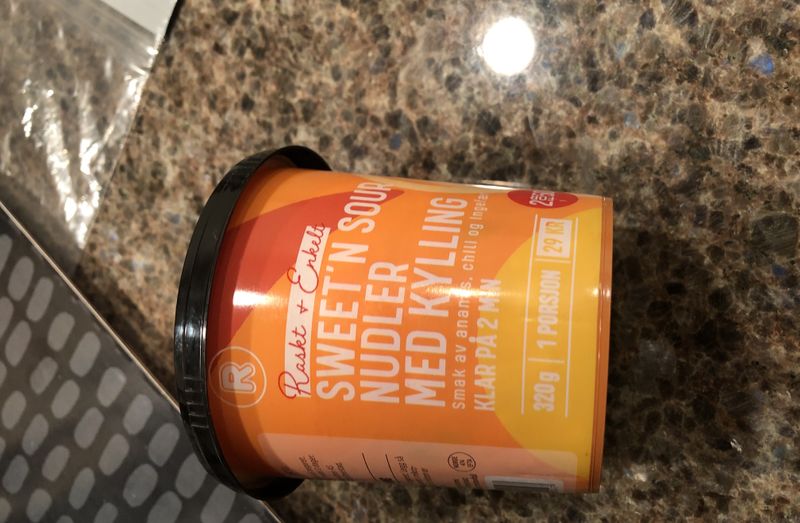 R
Raskt + Enkelt
SWEET'N SOUR
NUDLER
MED KYLLING
Smak av ananas, chili og ingefær
KLAR PÅ 2 MIN
320g | 1 PORSJON | 29 KR